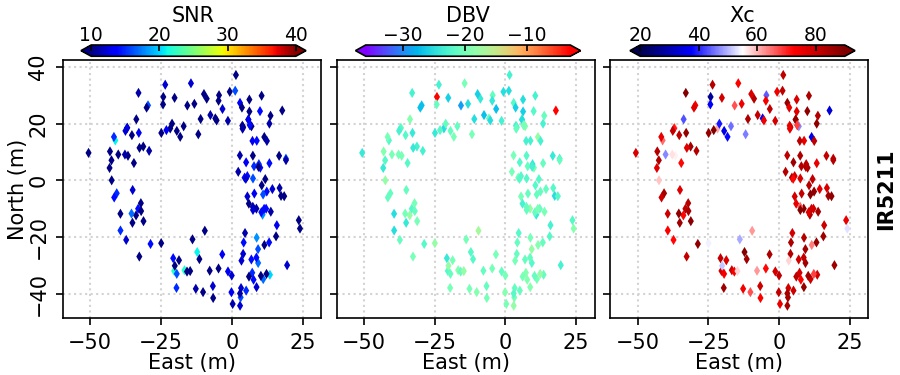 SNR DBV Xc
10 20 30 40 −30 −20 −10 20 40 60 80
40
20
0
−20
−40
North (m)
−50 −25 0 25 −50 −25 0 25 −50 −25 0 25
East (m) East (m) East (m)
IR5211